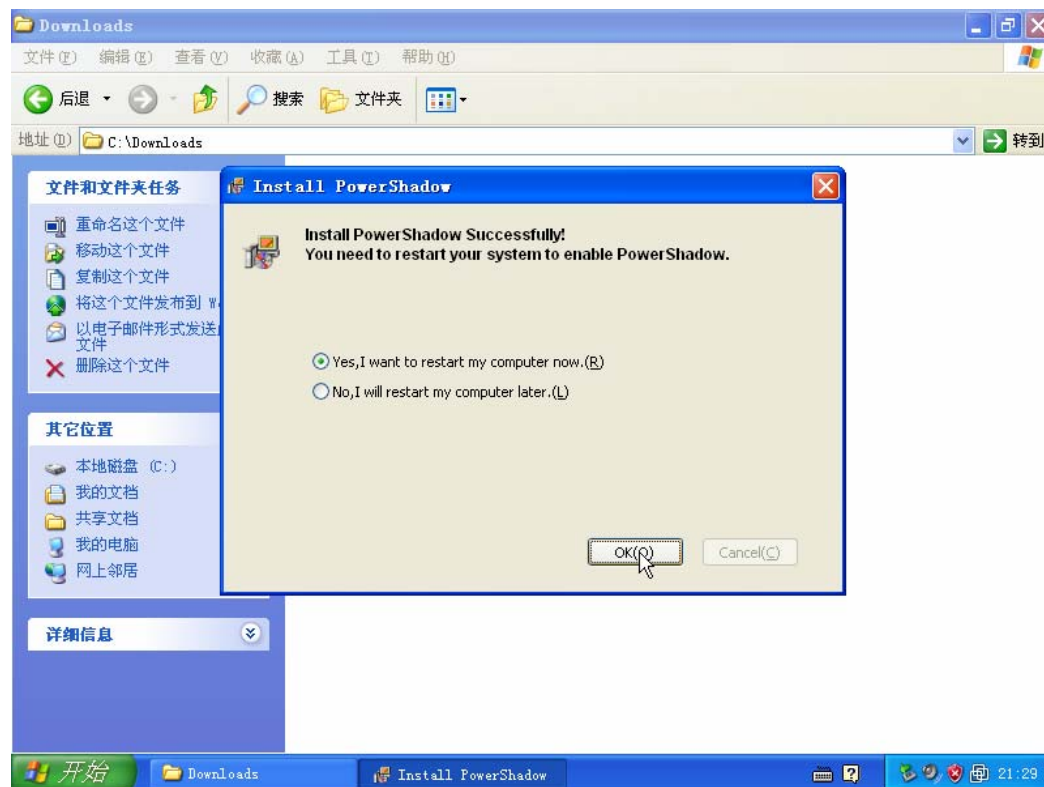 Downloads
文件(F) 编辑(E) 查看(V) 收藏(A) 工具(T) 帮助(H)
后退 搜索 文件夹
地址(D) C:\Downloads 转到
文件和文件夹任务
重命名这个文件
移动这个文件
复制这个文件
将这个文件发布到
以电子邮件形式发送
文件
删除这个文件
其它位置
本地磁盘 (C:)
我的文档
共享文档
我的电脑
网上邻居
详细信息
Install PowerShadow
Install PowerShadow Successfully!
You need to restart your system to enable PowerShadow.
Yes,I want to restart my computer now.(R)
No,I will restart my computer later.(L)
OK(O) Cancel(C)
开始 Downloads Install PowerShadow 21:29